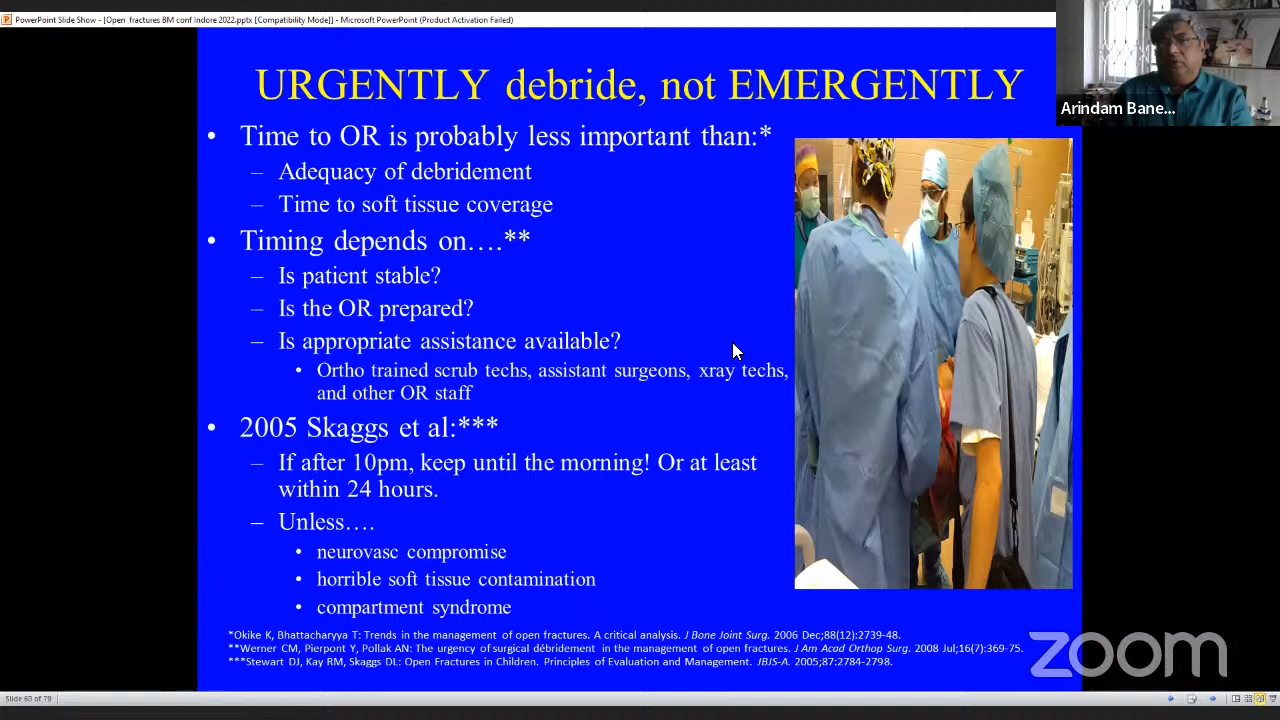 PowerPoint Slide Show - [Open fractures BM conf Indore 2022.pptx [Compatibility Mode]] - Microsoft PowerPoint (Product Activation Failed)
URGENTLY debride, not EMERGENTLY
Arindam Bane...
• Time to OR is probably less important than:*
– Adequacy of debridement
– Time to soft tissue coverage
• Timing depends on….**
– Is patient stable?
– Is the OR prepared?
– Is appropriate assistance available?
• Ortho trained scrub techs, assistant surgeons, xray techs,
and other OR staff
• 2005 Skaggs et al:***
– If after 10pm, keep until the morning! Or at least
within 24 hours.
– Unless….
• neurovasc compromise
• horrible soft tissue contamination
• compartment syndrome
*Okike K, Bhattacharyya T: Trends in the management of open fractures. A critical analysis. J Bone Joint Surg. 2006 Dec;88(12):2739-48.
**Werner CM, Pierpont Y, Pollak AN: The urgency of surgical débridement in the management of open fractures. J Am Acad Orthop Surg. 2008 Jul;16(7):369-75.
***Stewart DJ, Kay RM, Skaggs DL: Open Fractures in Children. Principles of Evaluation and Management. JBJS-A. 2005;87:2784-2798.
zoom
Slide 60 of 79